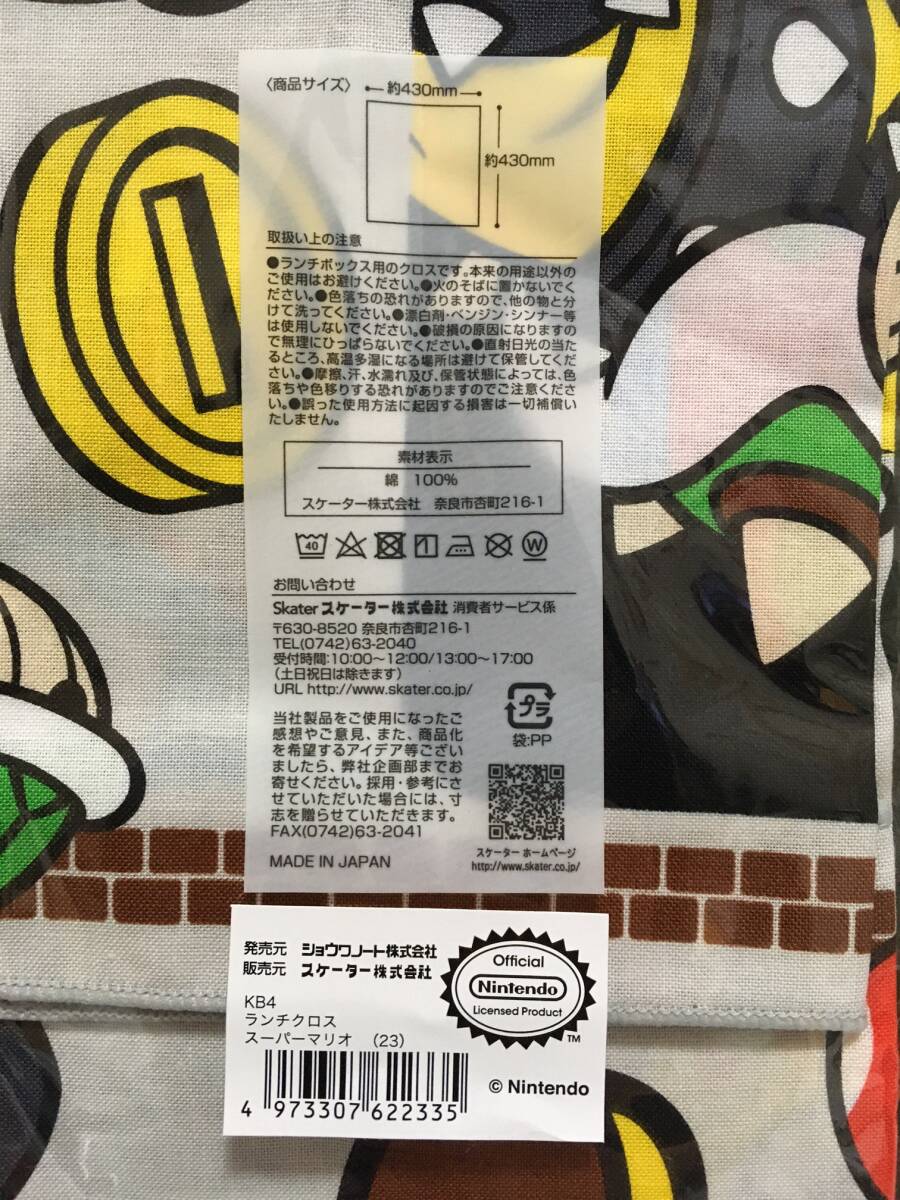 〈商品サイズ〉
約430mm
約430mm
取扱い上の注意
●ランチボックス用のクロスです。本来の用途以外の
ご使用はお避けください。●火のそばに置かないでく
ださい。●色落ちの恐れがありますので、他の物と分
けて洗ってください。●漂白剤・ベンジン・シンナー等
は使用しないでください。●破損の原因になりますの
で無理にひっぱらないでください。●直射日光の当た
るところ、高温多湿になる場所は避けて保管してくだ
さい。●摩擦、汗、水濡れ及び、保管状態によっては、色
落ちや色移りする恐れがありますのでご注意くださ
い。●誤った使用方法に起因する損害は一切補償い
たしません。
素材表示
綿 100%
スケーター株式会社 奈良市杏町216-1
40
W
お問い合わせ
Skater スケーター株式会社 消費者サービス係
〒630-8520 奈良市杏町216-1
TEL(0742)63-2040
受付時間:10:00～12:00/13:00～17:00
(土日祝日は除きます)
URL http://www.skater.co.jp/
プラ
袋:PP
当社製品をご使用になったご
感想やご意見、また、商品化
を希望するアイデア等ござい
ましたら、弊社企画部までお
寄せください。採用・参考にさ
せていただいた場合には、寸
志を贈らせていただきます。
FAX(0742)63-2041
スケーター ホームページ
http://www.skater.co.jp/
MADE IN JAPAN
発売元 ショウワノート株式会社
販売元 スケーター株式会社
KB4
ランチクロス
スーパーマリオ (23)
4 973307 622335
Official
Nintendo
Licensed Product
™
© Nintendo